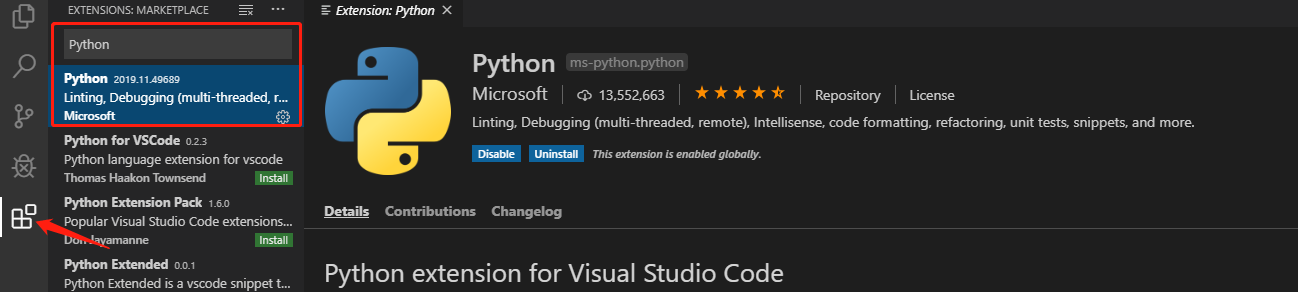 EXTENSIONS: MARKETPLACE
Python
Python 2019.11.49689
Linting, Debugging (multi-threaded, r...
Microsoft
Python for VSCode 0.2.3
Python language extension for vscode
Thomas Haakon Townsend Install
Python Extension Pack 1.6.0
Popular Visual Studio Code extensions...
Don Jayamanne Install
Python Extended 0.0.1
Python Extended is a vscode snippet t...
Extension: Python
Python ms-python.python
Microsoft 13,552,663 Repository License
Linting, Debugging (multi-threaded, remote), Intellisense, code formatting, refactoring, unit tests, snippets, and more.
Disable Uninstall This extension is enabled globally.
Details Contributions Changelog
Python extension for Visual Studio Code